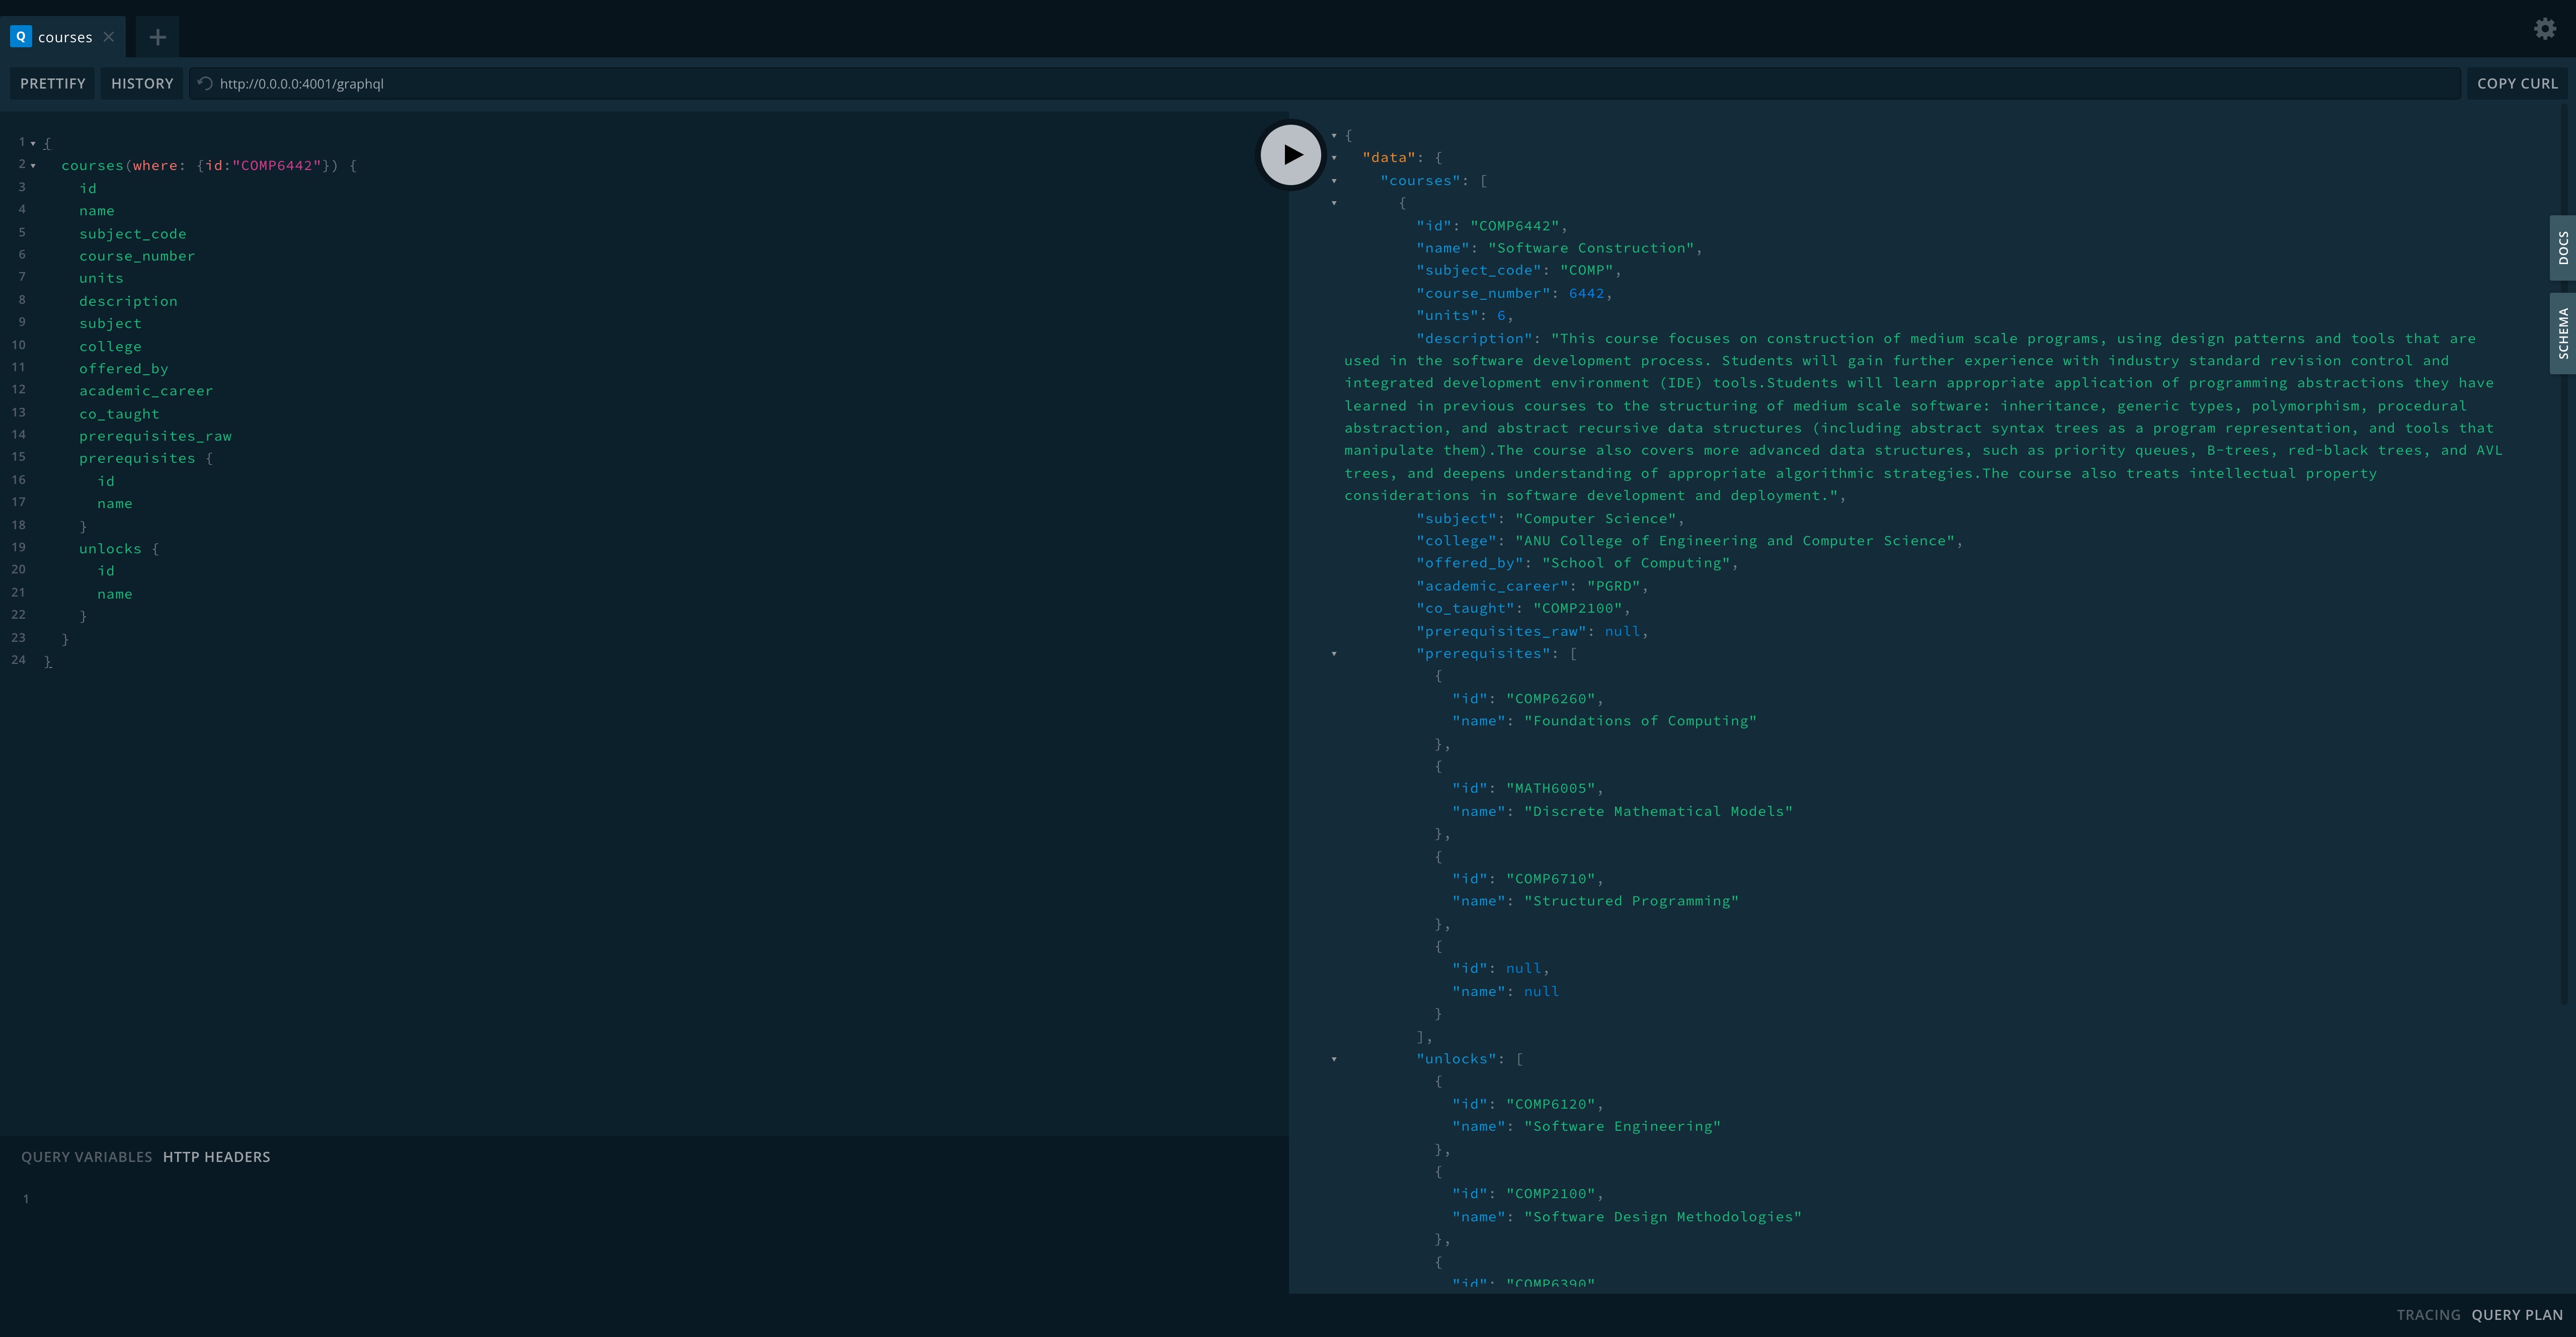 Q courses
PRETTIFY HISTORY http://0.0.0.0:4001/graphql COPY CURL
1 {
2 courses(where: {id:"COMP6442"}) {
3 id
4 name
5 subject_code
6 course_number
7 units
8 description
9 subject
10 college
11 offered_by
12 academic_career
13 co_taught
14 prerequisites_raw
15 prerequisites {
16 id
17 name
18 }
19 unlocks {
20 id
21 name
22 }
23 }
24 }
QUERY VARIABLES HTTP HEADERS
1
{
"data": {
"courses": [
{
"id": "COMP6442",
"name": "Software Construction",
"subject_code": "COMP",
"course_number": 6442,
"units": 6,
"description": "This course focuses on construction of medium scale programs, using design patterns and tools that are
used in the software development process. Students will gain further experience with industry standard revision control and
integrated development environment (IDE) tools.Students will learn appropriate application of programming abstractions they have
learned in previous courses to the structuring of medium scale software: inheritance, generic types, polymorphism, procedural
abstraction, and abstract recursive data structures (including abstract syntax trees as a program representation, and tools that
manipulate them).The course also covers more advanced data structures, such as priority queues, B-trees, red-black trees, and AVL
trees, and deepens understanding of appropriate algorithmic strategies.The course also treats intellectual property
considerations in software development and deployment.",
"subject": "Computer Science",
"college": "ANU College of Engineering and Computer Science",
"offered_by": "School of Computing",
"academic_career": "PGRD",
"co_taught": "COMP2100",
"prerequisites_raw": null,
"prerequisites": [
{
"id": "COMP6260",
"name": "Foundations of Computing"
},
{
"id": "MATH6005",
"name": "Discrete Mathematical Models"
},
{
"id": "COMP6710",
"name": "Structured Programming"
},
{
"id": null,
"name": null
}
],
"unlocks": [
{
"id": "COMP6120",
"name": "Software Engineering"
},
{
"id": "COMP2100",
"name": "Software Design Methodologies"
},
{
"id": "COMP6390"
DOCS
SCHEMA
TRACING QUERY PLAN